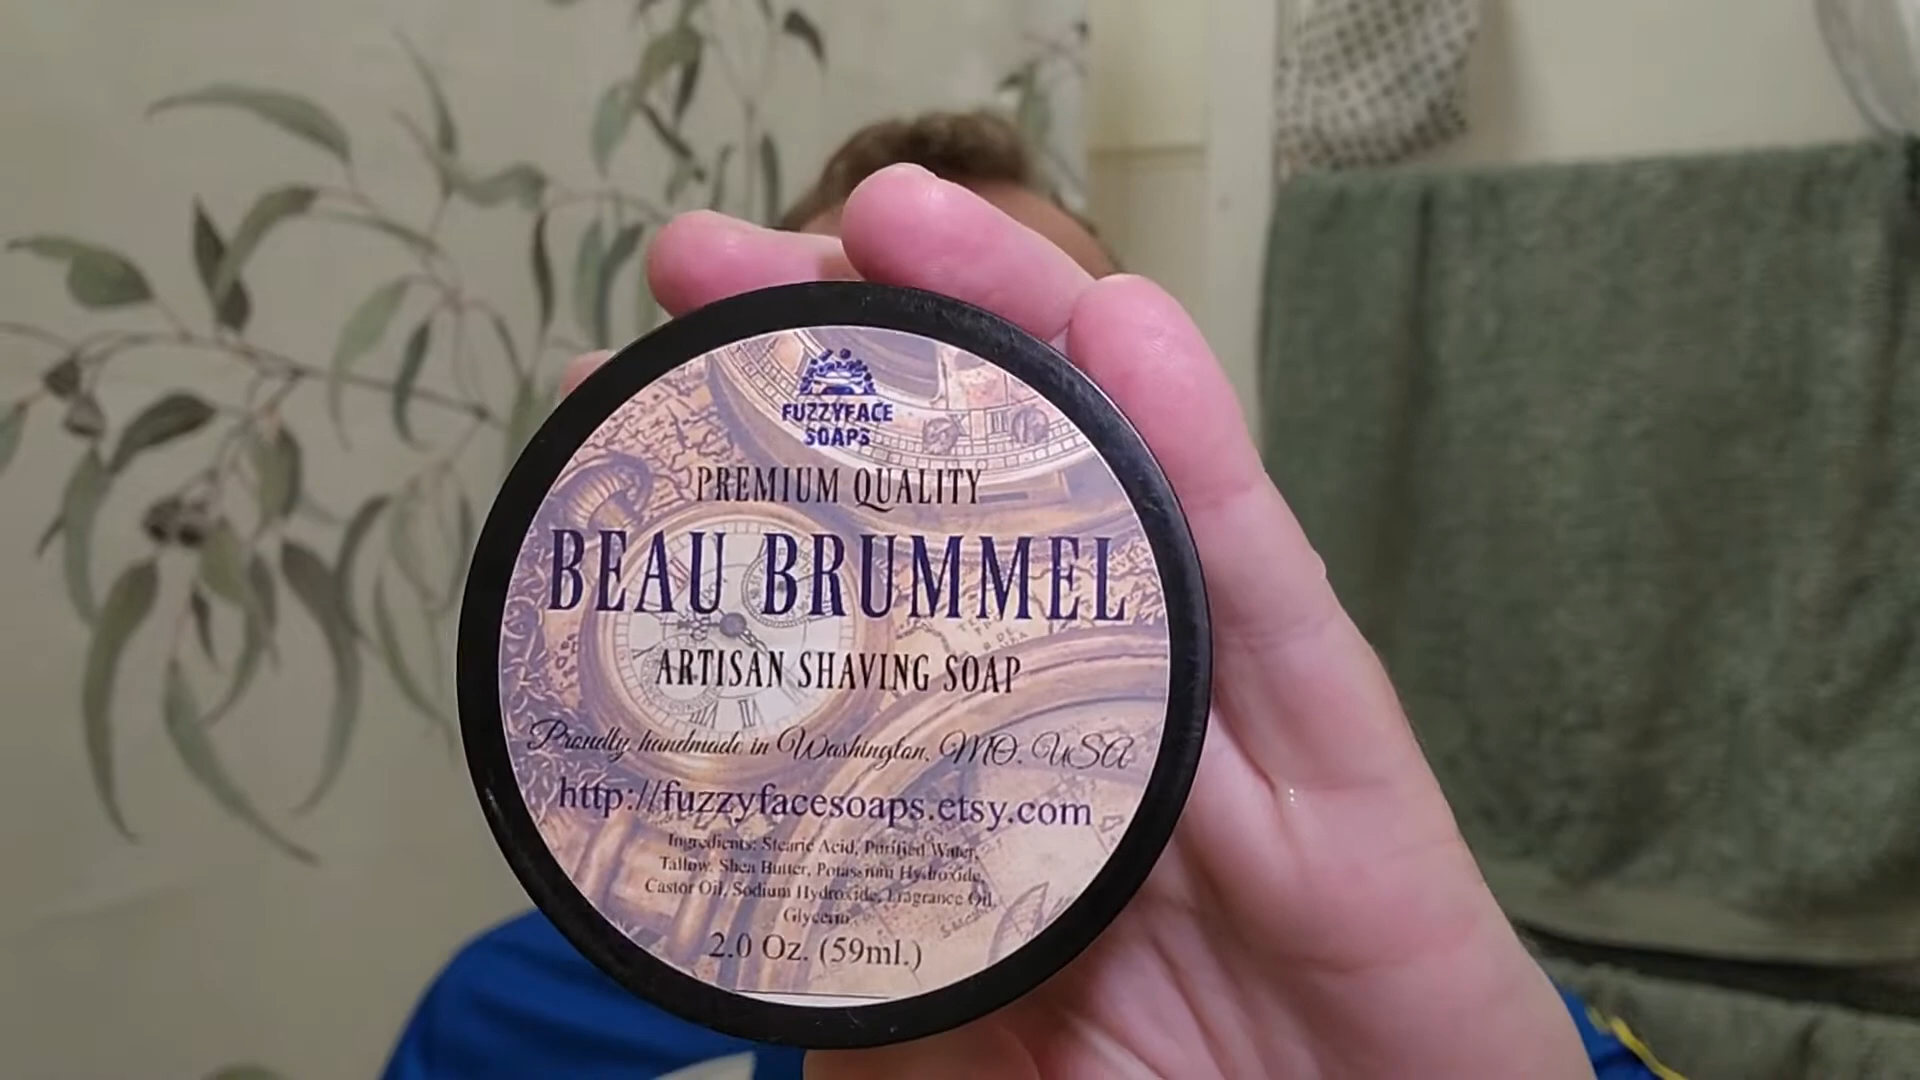 FUZZYFACE
SOAPS
PREMIUM QUALITY
BEAU BRUMMEL
ARTISAN SHAVING SOAP
Proudly handmade in Washington, MO. USA
http://fuzzyfacesoaps.etsy.com
Ingredients: Stearic Acid, Purified Water,
Tallow, Shea Butter, Potassium Hydroxide,
Castor Oil, Sodium Hydroxide, Fragrance Oil,
Glycerin
2.0 Oz. (59ml.)